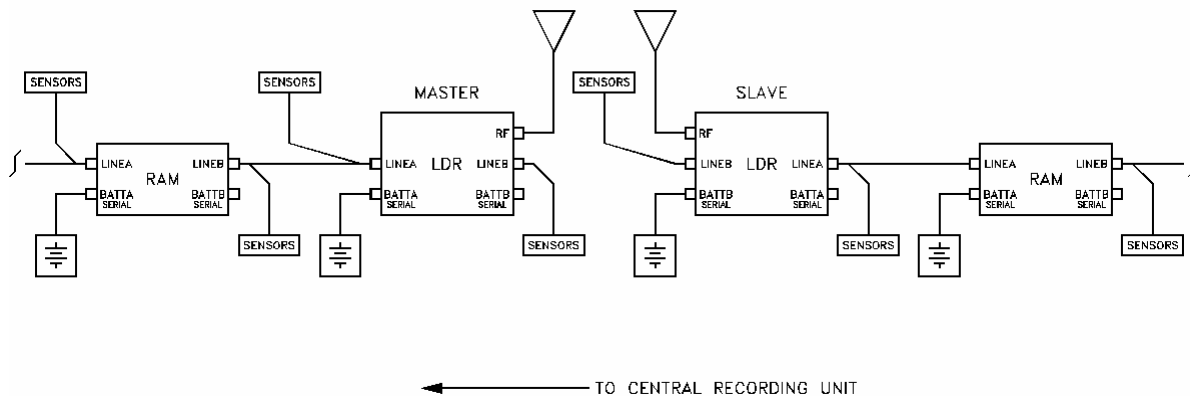 SENSORS
SENSORS
SENSORS
MASTER
SLAVE
RF
RF
LINEA
LINEB
RAM
BATTA
SERIAL
BATTB
SERIAL
LINEA
LDR
LINEB
BATTA
SERIAL
BATTB
SERIAL
LINEB
LDR
LINEA
BATTB
SERIAL
BATTA
SERIAL
LINEA
LINEB
RAM
BATTA
SERIAL
BATTB
SERIAL
SENSORS
SENSORS
SENSORS
SENSORS
TO CENTRAL RECORDING UNIT